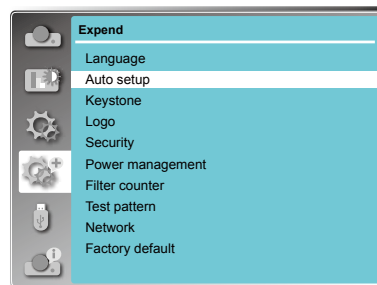 Expend
Language
Auto setup
Keystone
Logo
Security
Power management
Filter counter
Test pattern
Network
Factory default